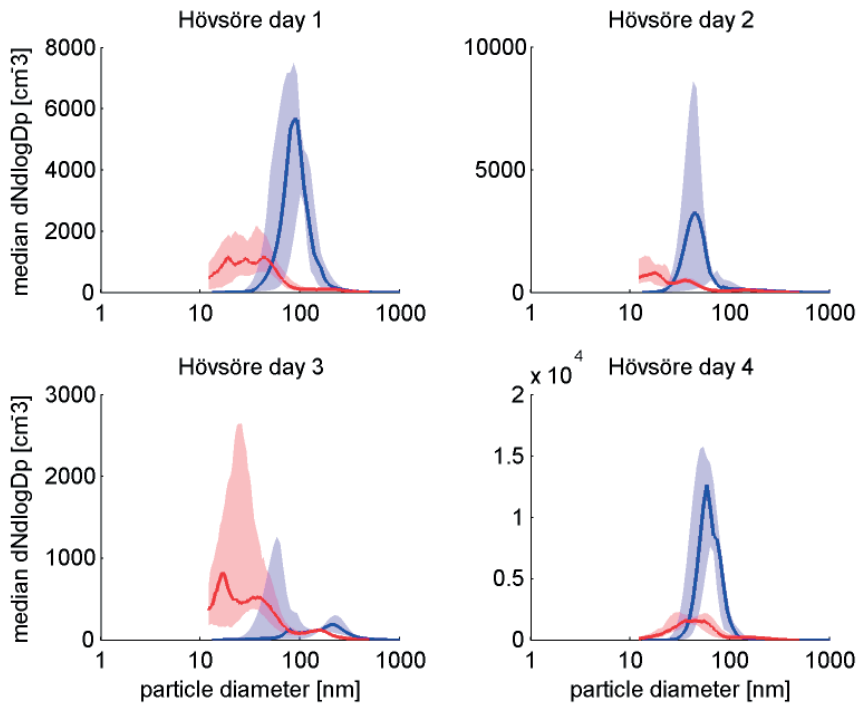 Hövsöre day 1
median dNdlogDp [cm-3]
8000
6000
4000
2000
0
1 10 100 1000
Hövsöre day 2
10000
5000
0
1 10 100 1000
Hövsöre day 3
median dNdlogDp [cm-3]
3000
2000
1000
0
1 10 100 1000
particle diameter [nm]
Hövsöre day 4
x 10^4
2
1.5
1
0.5
0
1 10 100 1000
particle diameter [nm]